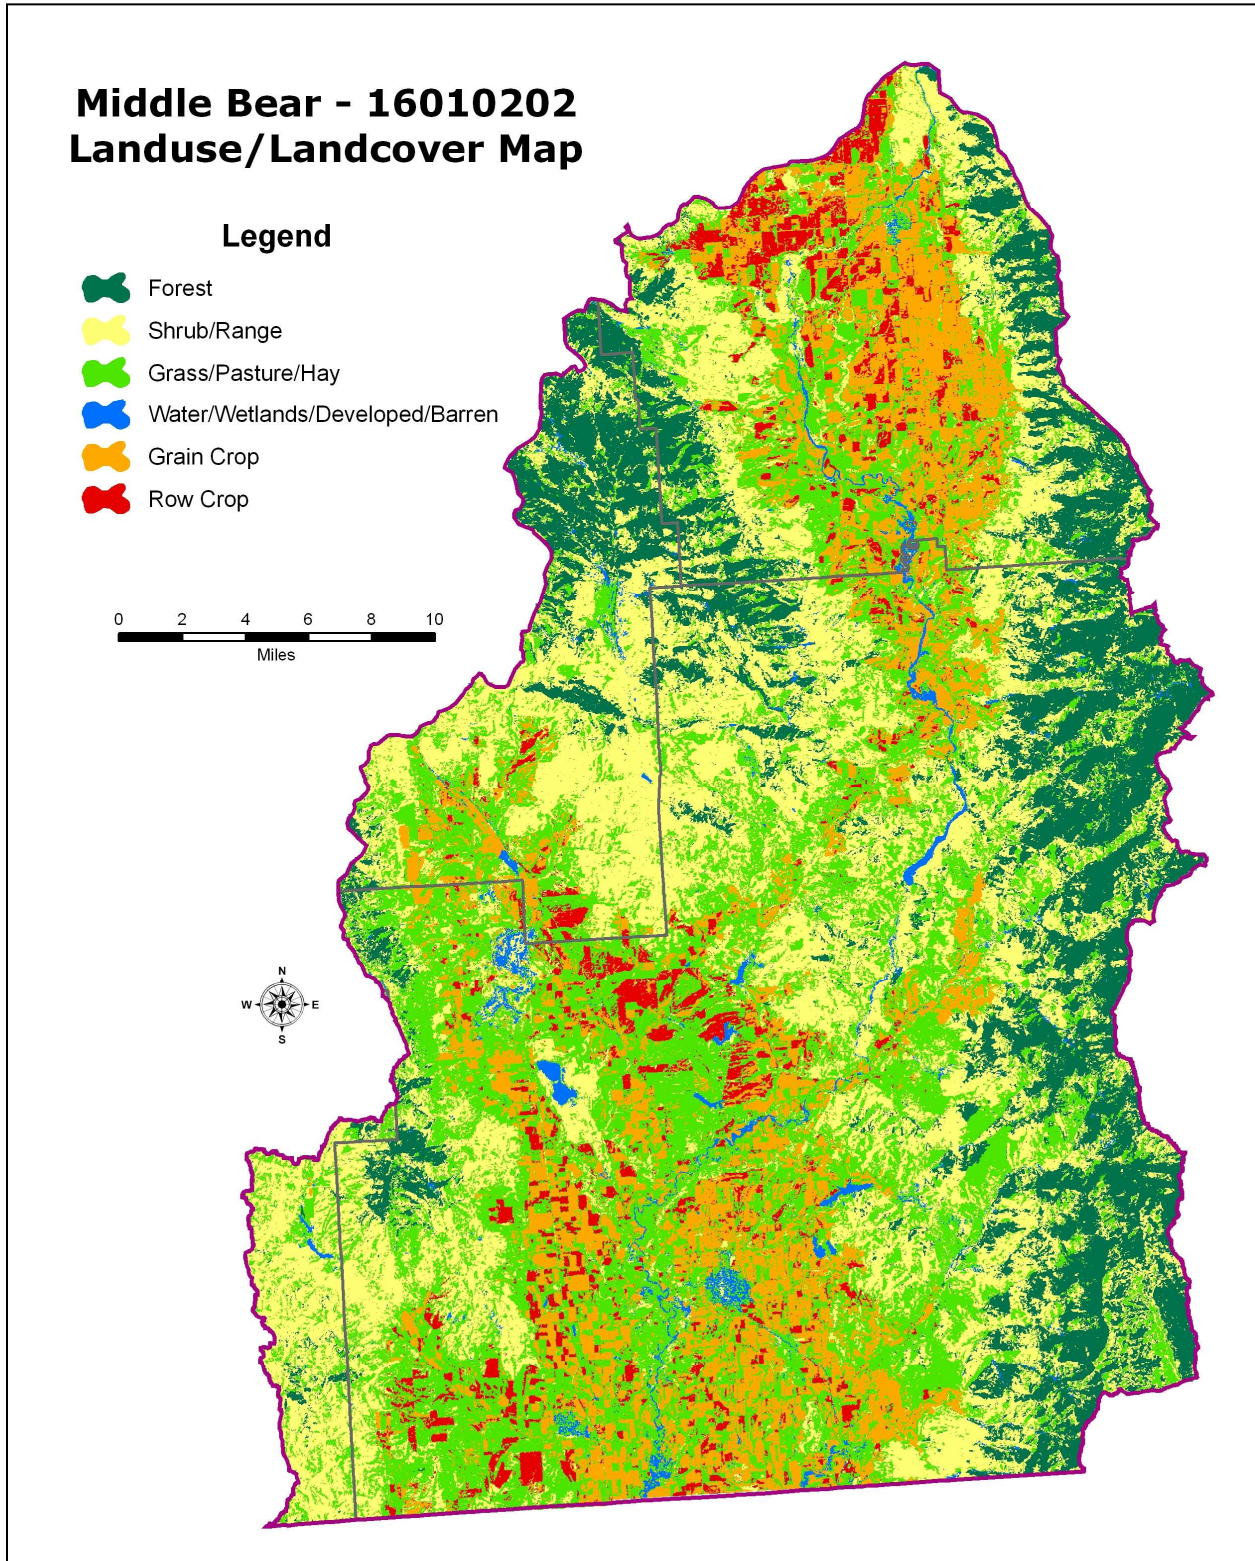 Middle Bear - 16010202
Landuse/Landcover Map
Legend
Forest
Shrub/Range
Grass/Pasture/Hay
Water/Wetlands/Developed/Barren
Grain Crop
Row Crop
0 2 4 6 8 10
Miles
N
W E
S